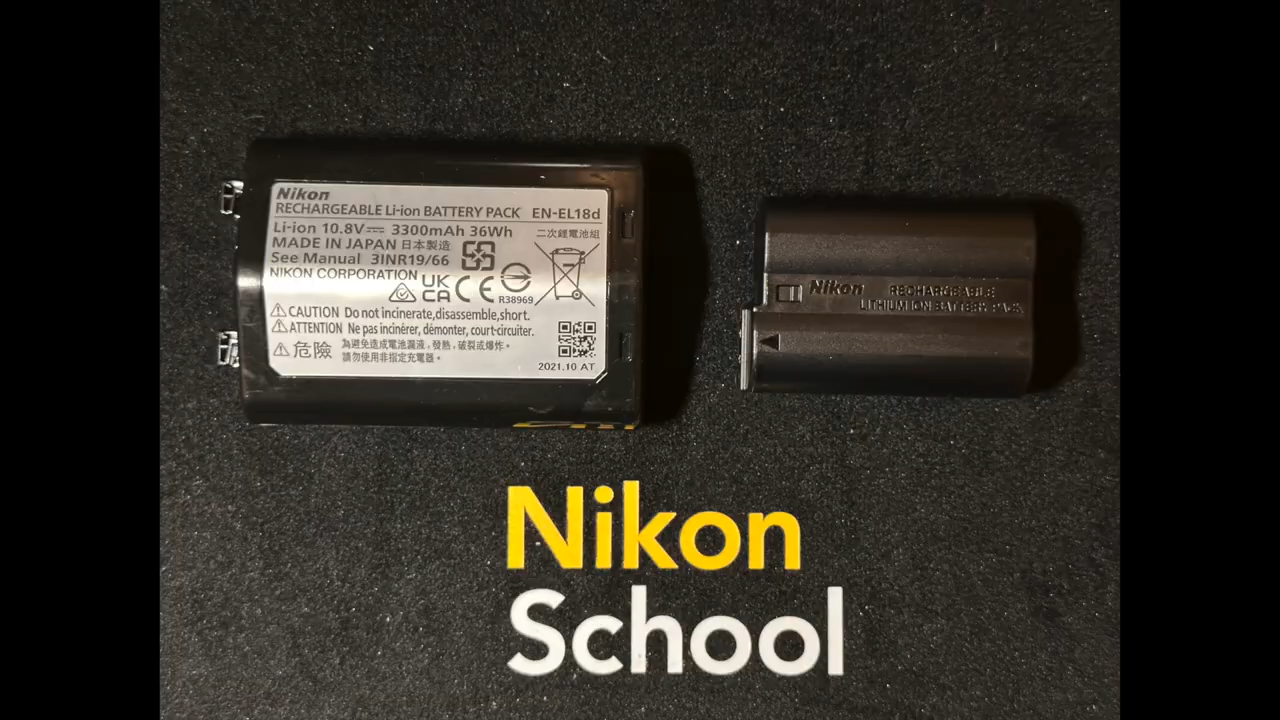 Nikon
RECHARGEABLE Li-ion BATTERY PACK EN-EL18d
Li-ion 10.8V⎓ 3300mAh 36Wh 二次鋰電池組
MADE IN JAPAN 日本製造
See Manual 3INR19/66
NIKON CORPORATION
UK
CA
CE
R38969
CAUTION Do not incinerate,disassemble,short.
ATTENTION Ne pas incinérer, démonter, court-circuiter.
危險
為避免造成電池漏液，發熱，破裂或爆炸，
請勿使用非指定充電器。
2021.10 AT
Nikon
RECHARGEABLE
LITHIUM ION BATTERY PACK
Nikon
School